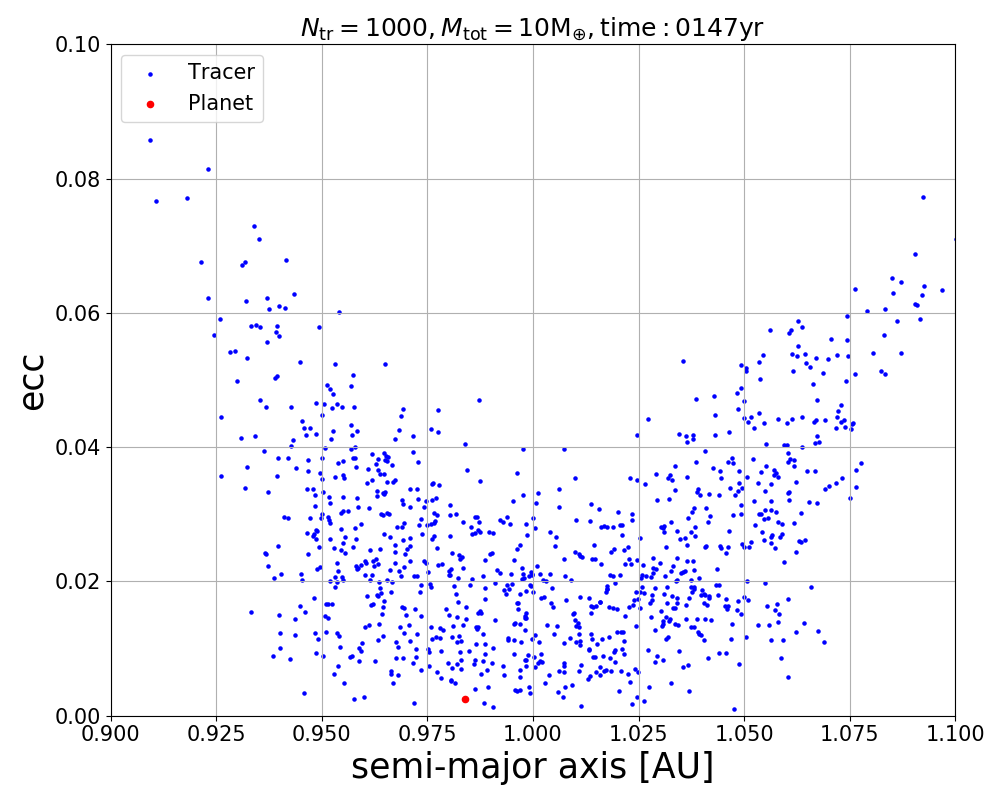 N_tr = 1000, M_tot = 10M_⊕, time : 0147yr
0.10
Tracer
Planet
0.08
0.06
ecc
0.04
0.02
0.00
0.900 0.925 0.950 0.975 1.000 1.025 1.050 1.075 1.100
semi-major axis [AU]